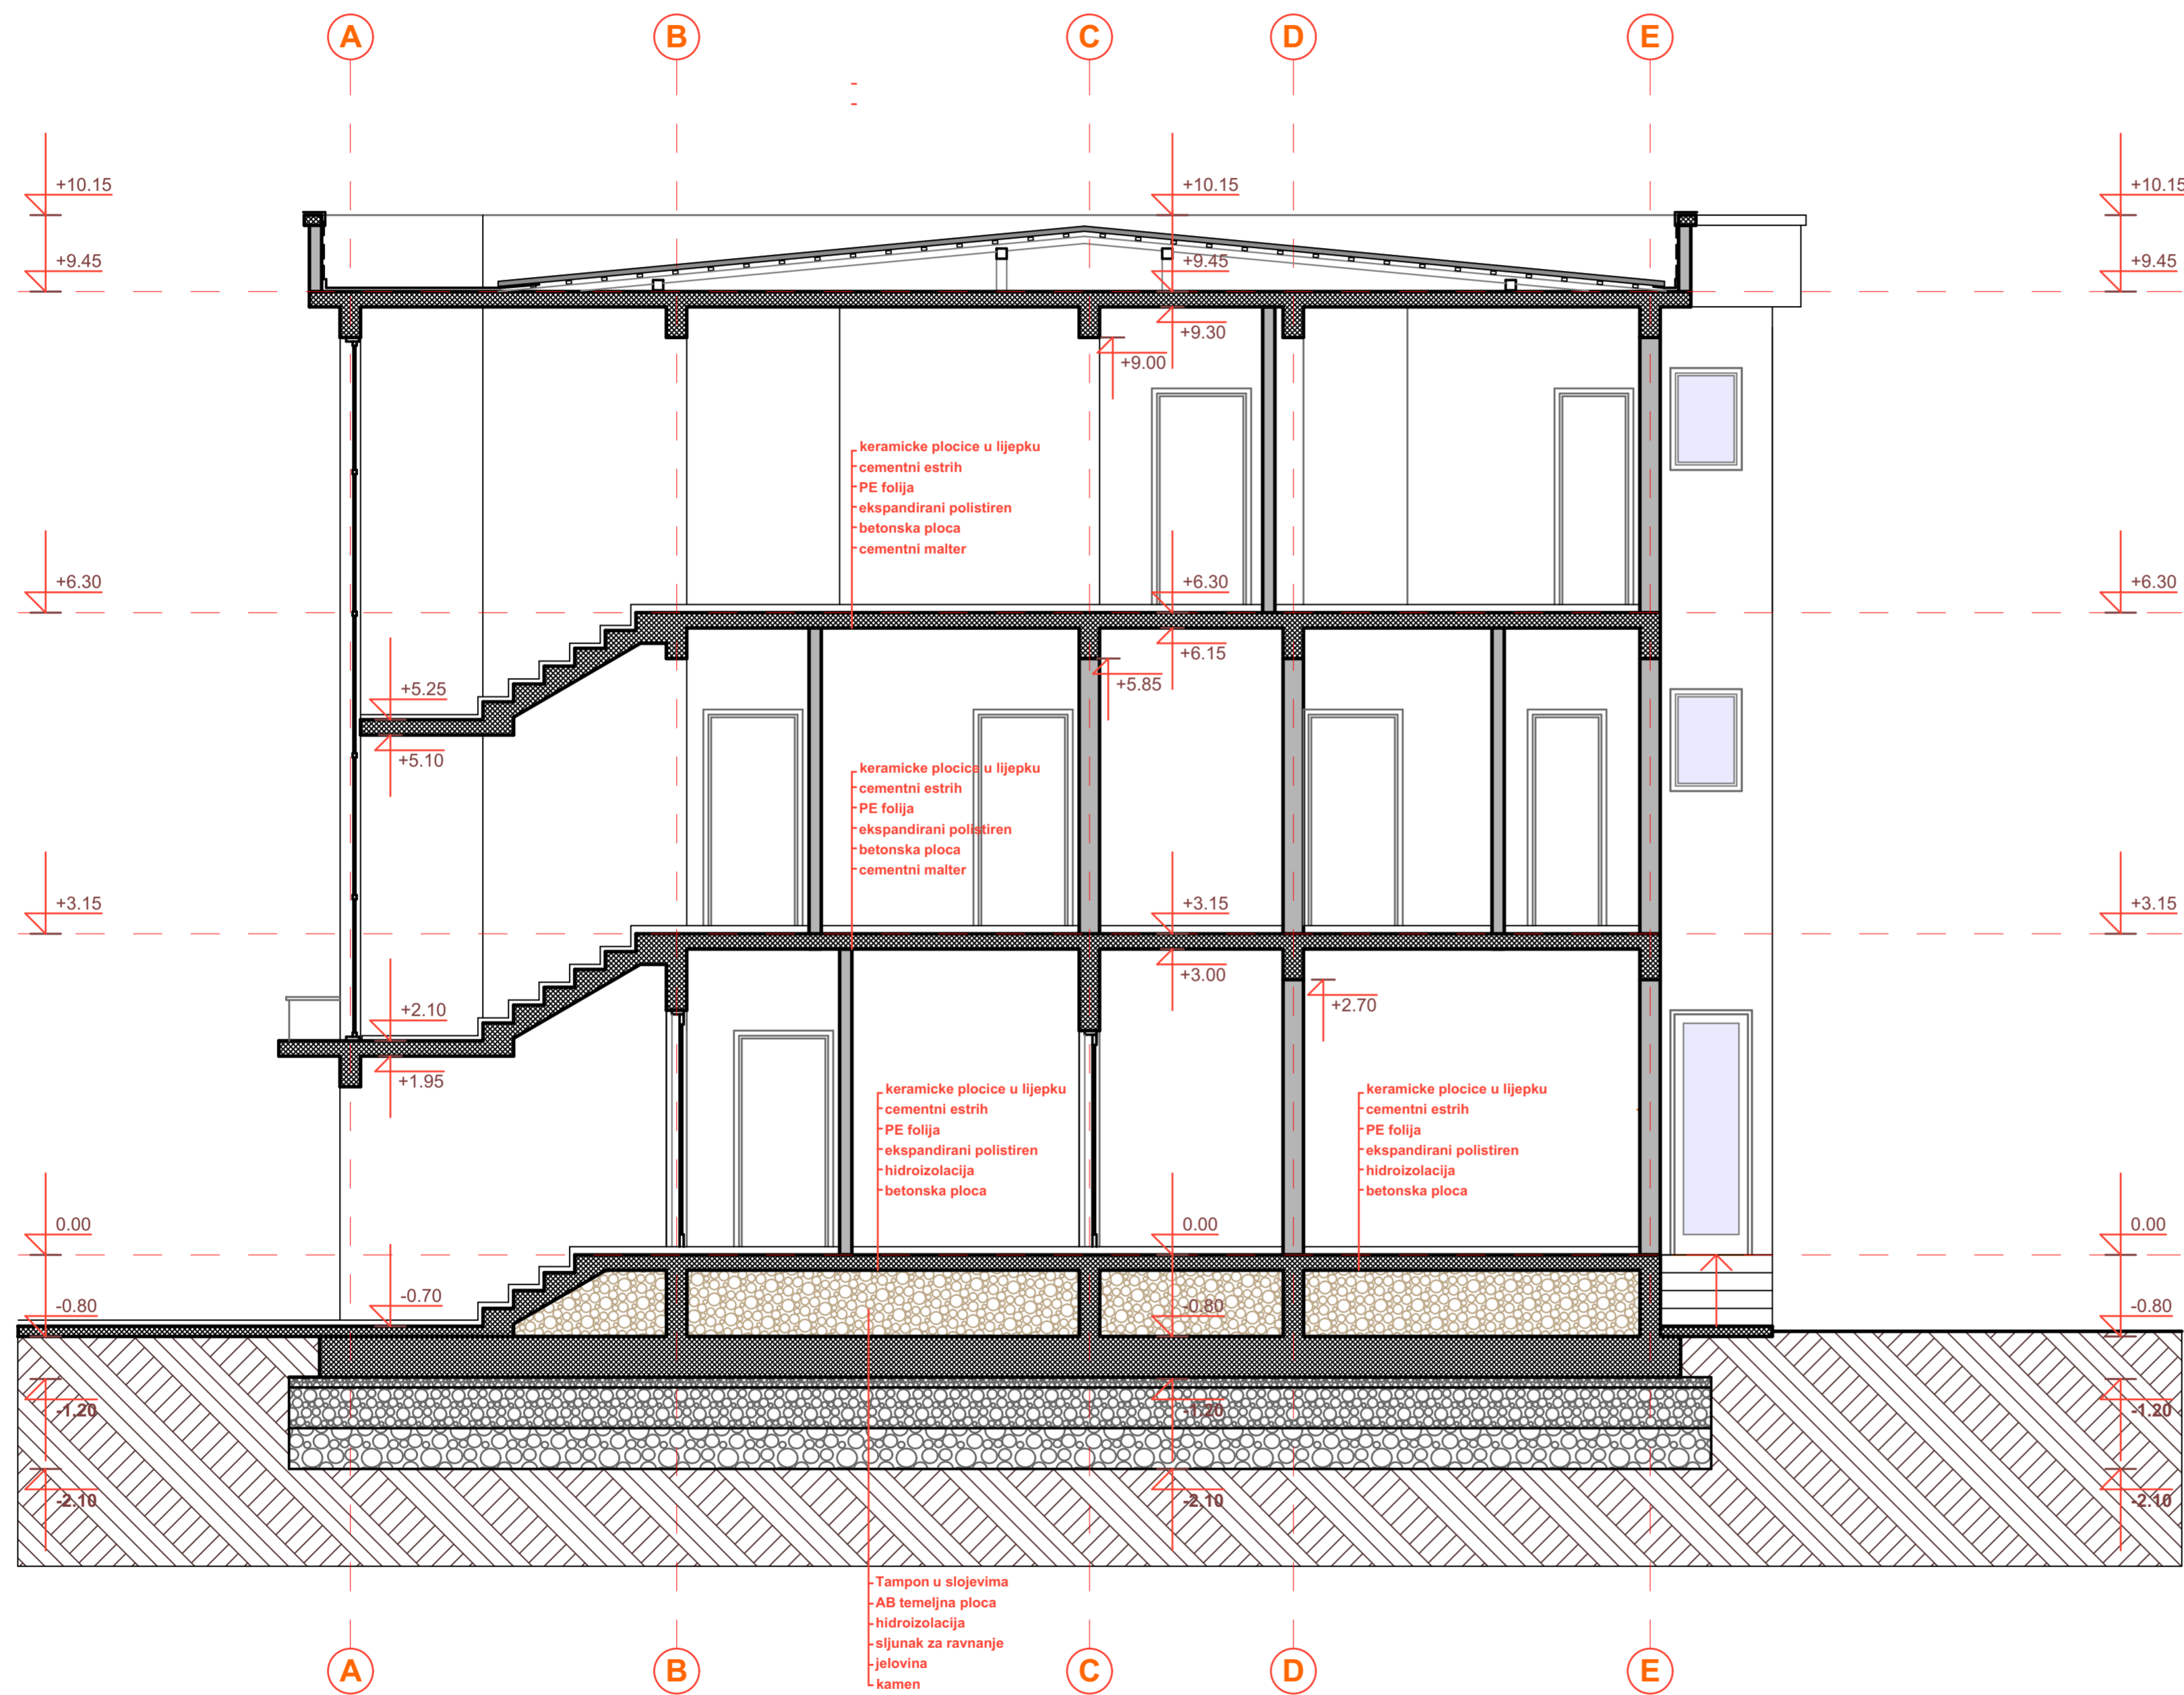 A B C D E
-
-
+10.15 +10.15 +10.15
+9.45 +9.45 +9.45
+9.30
+9.00
keramicke plocice u lijepku
cementni estrih
PE folija
ekspandirani polistiren
betonska ploca
cementni malter
+6.30 +6.30 +6.30
+6.15
+5.85
+5.25
+5.10
keramicke plocice u lijepku
cementni estrih
PE folija
ekspandirani polistiren
betonska ploca
cementni malter
+3.15 +3.15 +3.15
+3.00
+2.70
+2.10
+1.95
keramicke plocice u lijepku
cementni estrih
PE folija
ekspandirani polistiren
hidroizolacija
betonska ploca
keramicke plocice u lijepku
cementni estrih
PE folija
ekspandirani polistiren
hidroizolacija
betonska ploca
0.00 0.00 0.00
-0.70
-0.80 -0.80 -0.80
-1.20 -1.20 -1.20
-2.10 -2.10 -2.10
Tampon u slojevima
AB temeljna ploca
hidroizolacija
sljunak za ravnanje
jelovina
kamen
A B C D E